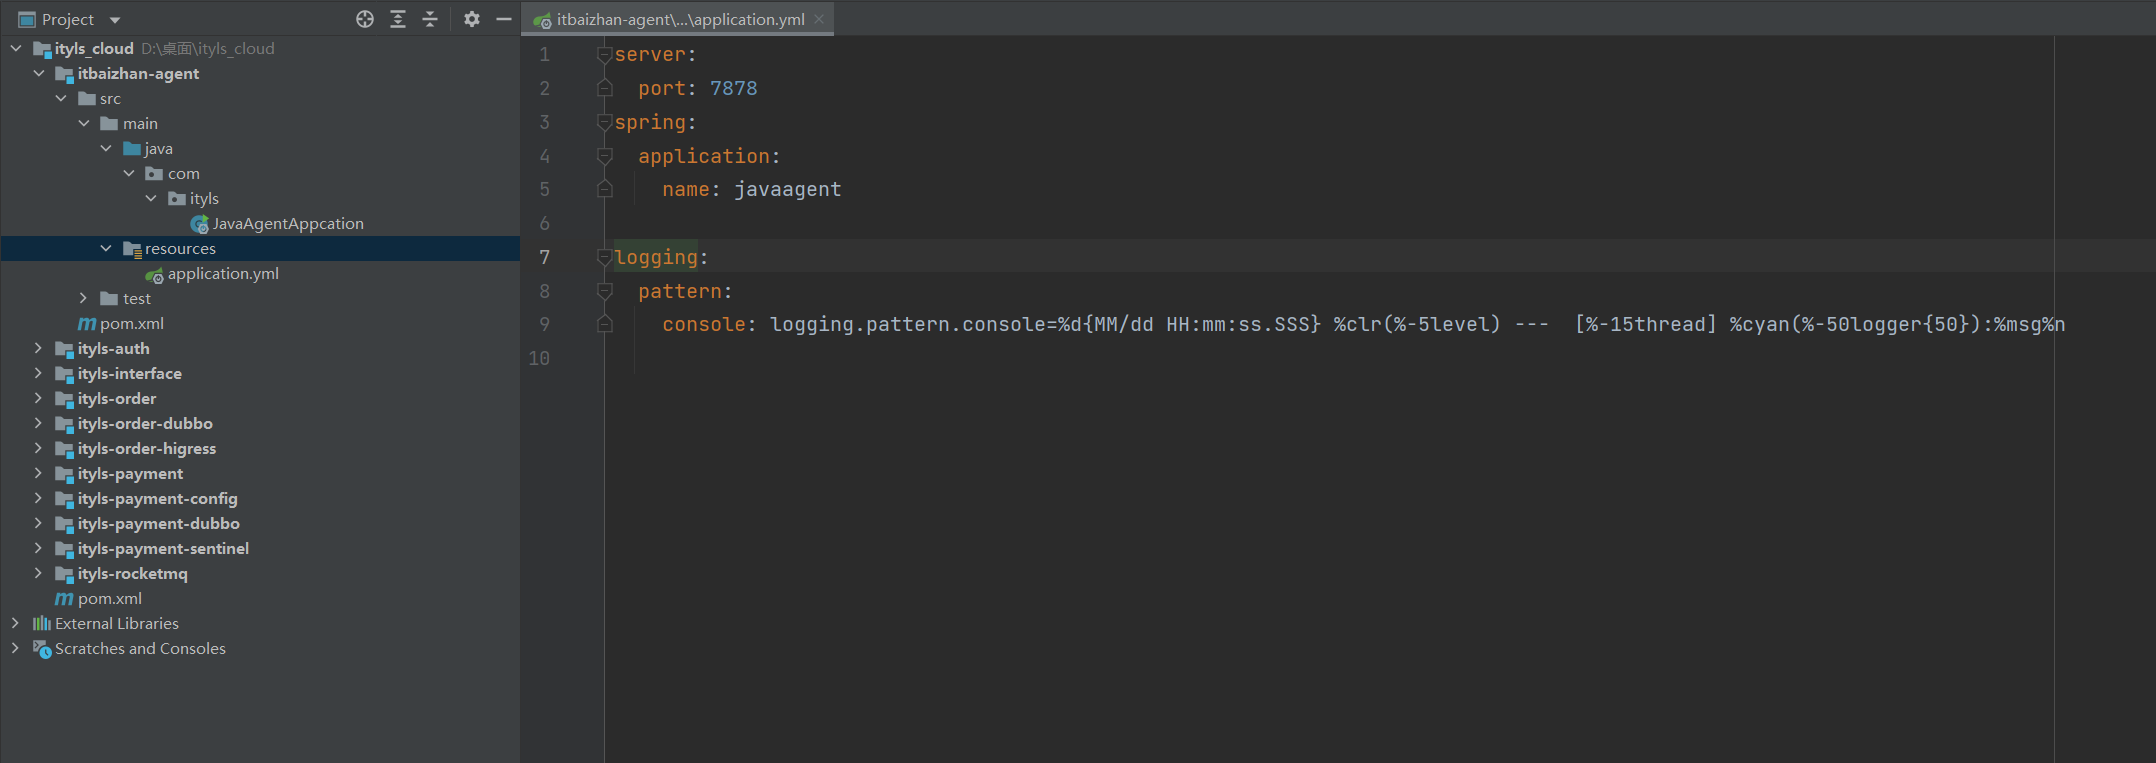 Project
ityls_cloud D:\桌面\ityls_cloud
itbaizhan-agent
src
main
java
com
ityls
JavaAgentAppcation
resources
application.yml
test
pom.xml
ityls-auth
ityls-interface
ityls-order
ityls-order-dubbo
ityls-order-higress
ityls-payment
ityls-payment-config
ityls-payment-dubbo
ityls-payment-sentinel
ityls-rocketmq
pom.xml
External Libraries
Scratches and Consoles
itbaizhan-agent\...\application.yml
1 server:
2   port: 7878
3 spring:
4   application:
5     name: javaagent
6
7 logging:
8   pattern:
9     console: logging.pattern.console=%d{MM/dd HH:mm:ss.SSS} %clr(%-5level) ---  [%-15thread] %cyan(%-50logger{50}):%msg%n
10